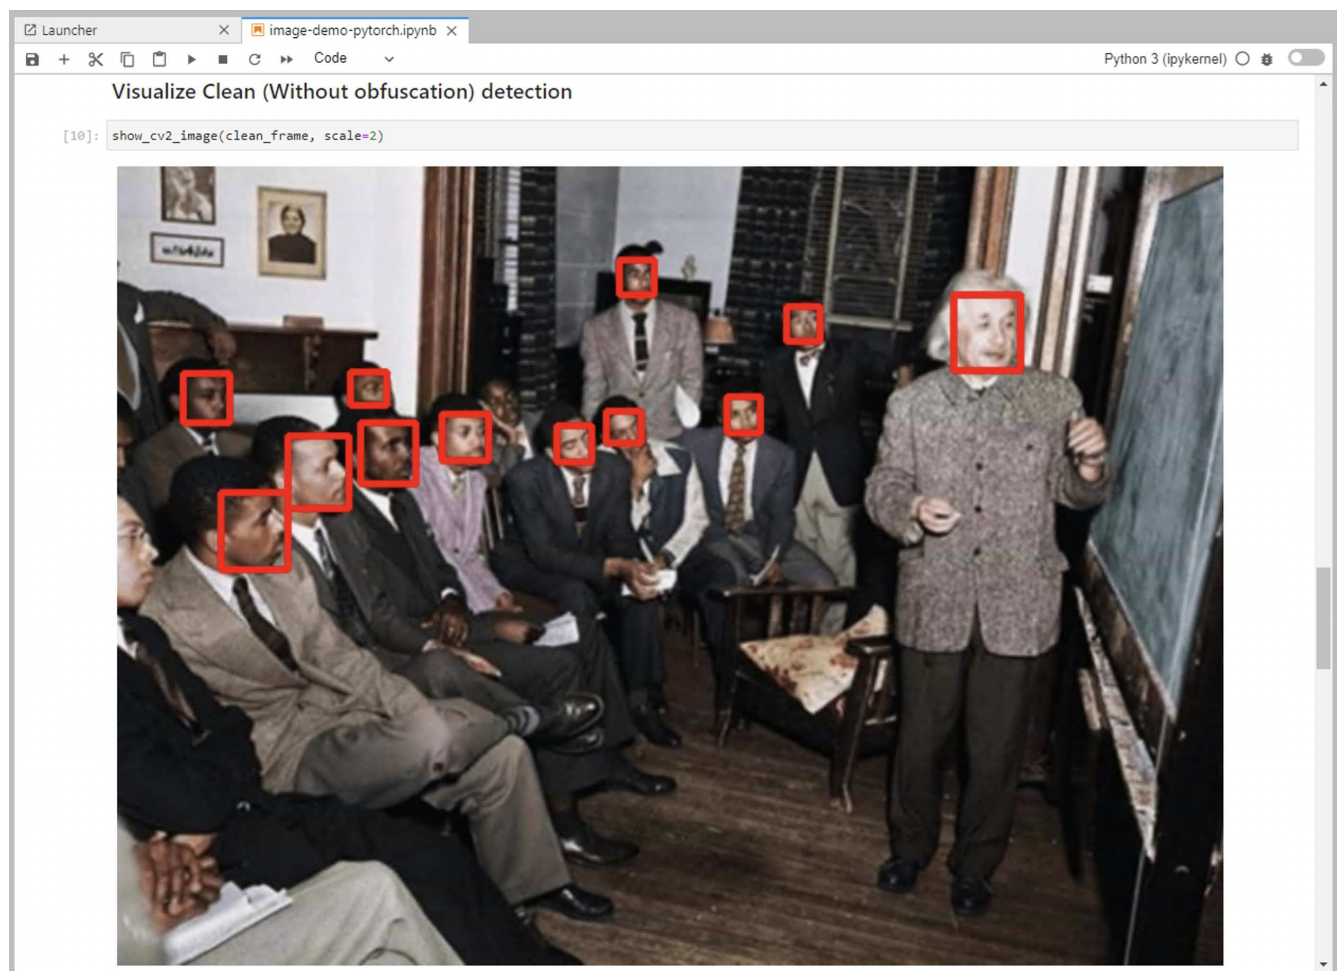 Launcher
image-demo-pytorch.ipynb
Code
Python 3 (ipykernel)
Visualize Clean (Without obfuscation) detection
[10]:
show_cv2_image(clean_frame, scale=2)